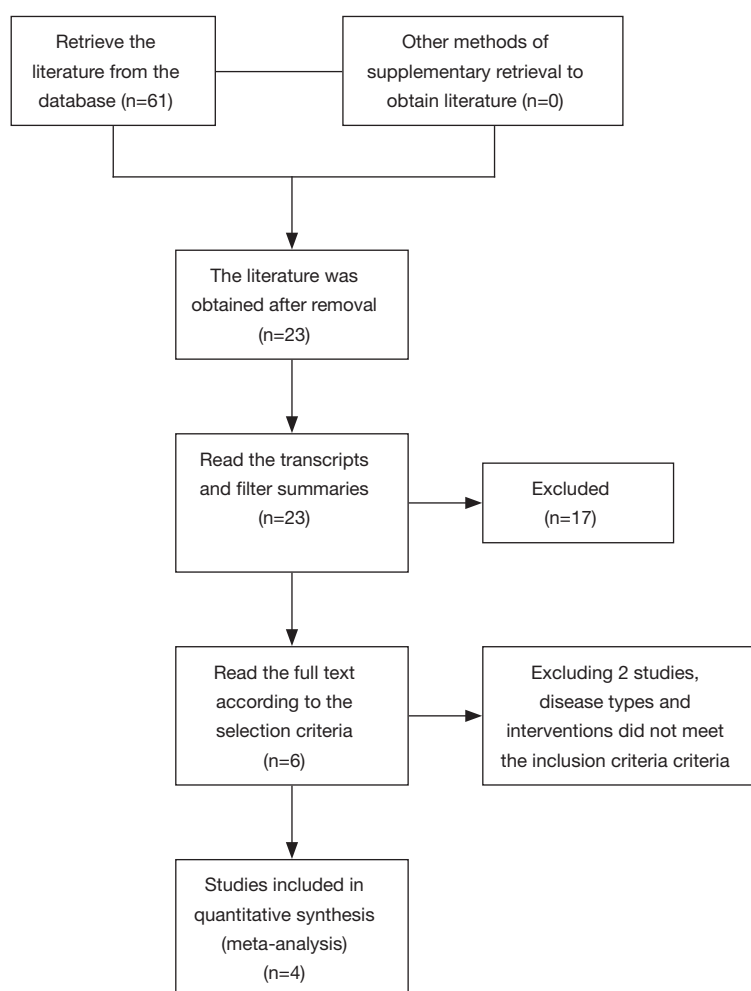 Retrieve the
literature from the
database (n=61)
Other methods of
supplementary retrieval to
obtain literature (n=0)
The literature was
obtained after removal
(n=23)
Read the transcripts
and filter summaries
(n=23)
Excluded
(n=17)
Read the full text
according to the
selection criteria
(n=6)
Excluding 2 studies,
disease types and
interventions did not meet
the inclusion criteria criteria
Studies included in
quantitative synthesis
(meta-analysis)
(n=4)